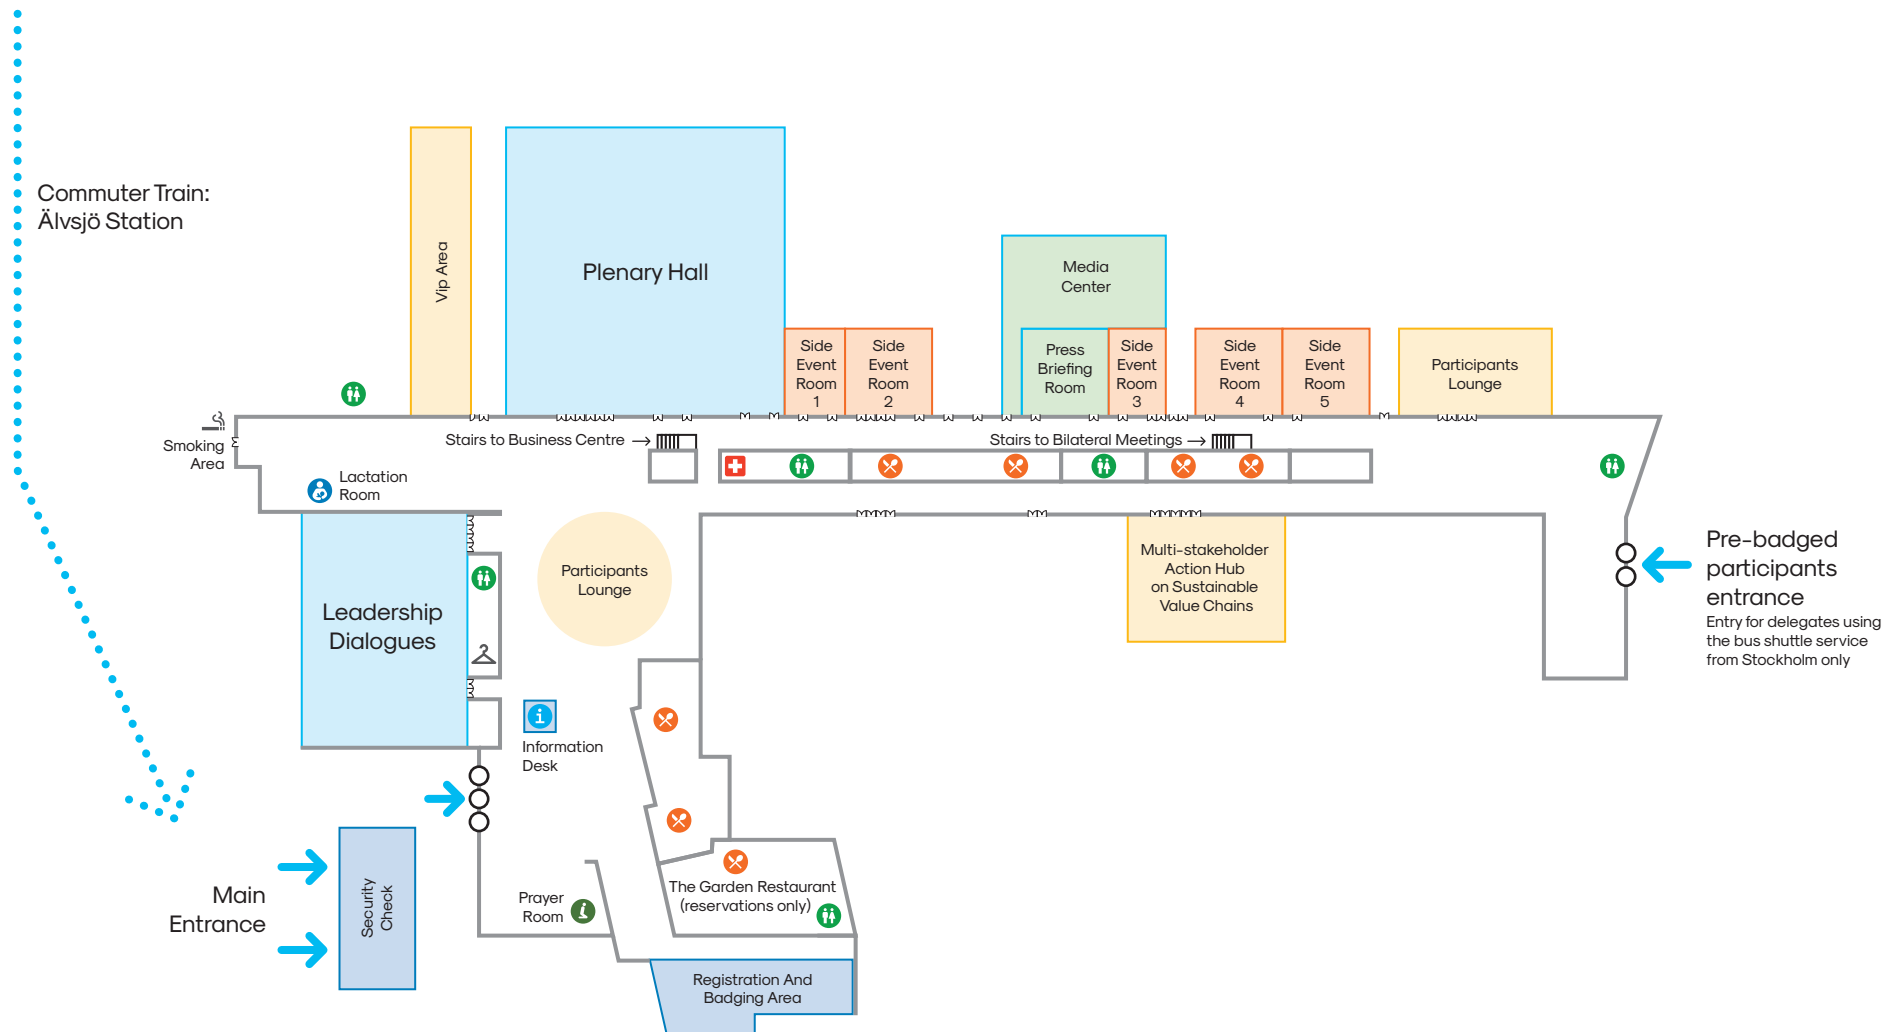 Commuter Train:
Älvsjö Station
Vip Area
Plenary Hall
Media
Center
Side
Event
Room
1
Side
Event
Room
2
Press
Briefing
Room
Side
Event
Room
3
Side
Event
Room
4
Side
Event
Room
5
Participants
Lounge
Smoking
Area
Stairs to Business Centre
Stairs to Bilateral Meetings
Lactation
Room
Participants
Lounge
Multi-stakeholder
Action Hub
on Sustainable
Value Chains
Pre-badged
participants
entrance
Entry for delegates using
the bus shuttle service
from Stockholm only
Leadership
Dialogues
Information
Desk
Main
Entrance
Security
Check
Prayer
Room
The Garden Restaurant
(reservations only)
Registration And
Badging Area